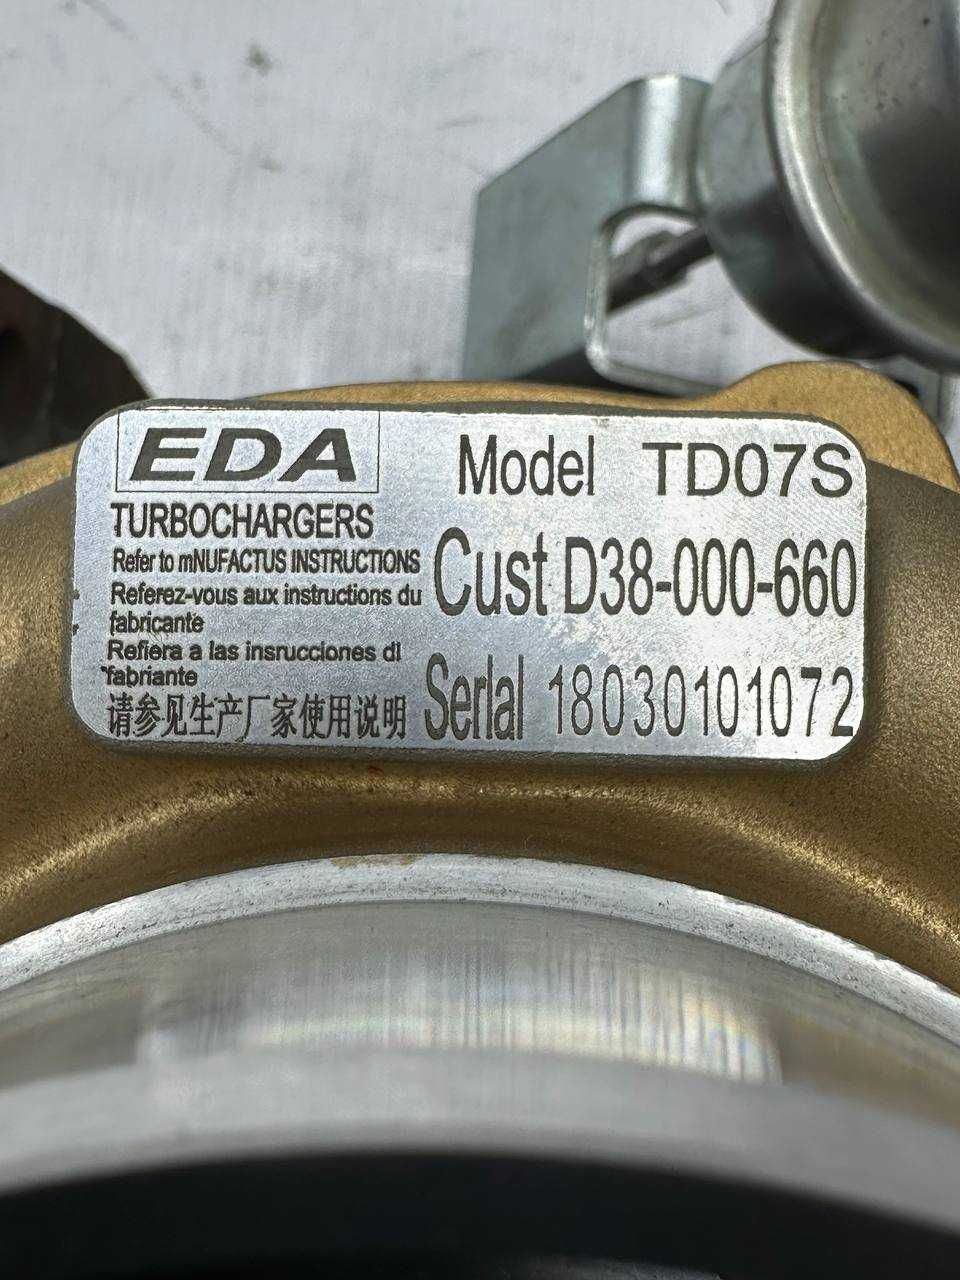 EDA
TURBOCHARGERS
Refer to mNUFACTUS INSTRUCTIONS
Referez-vous aux instructions du
fabricante
Refiera a las insrucciones di
fabriante
请参见生产厂家使用说明
Model TD07S
Cust D38-000-660
Serial 18030101072